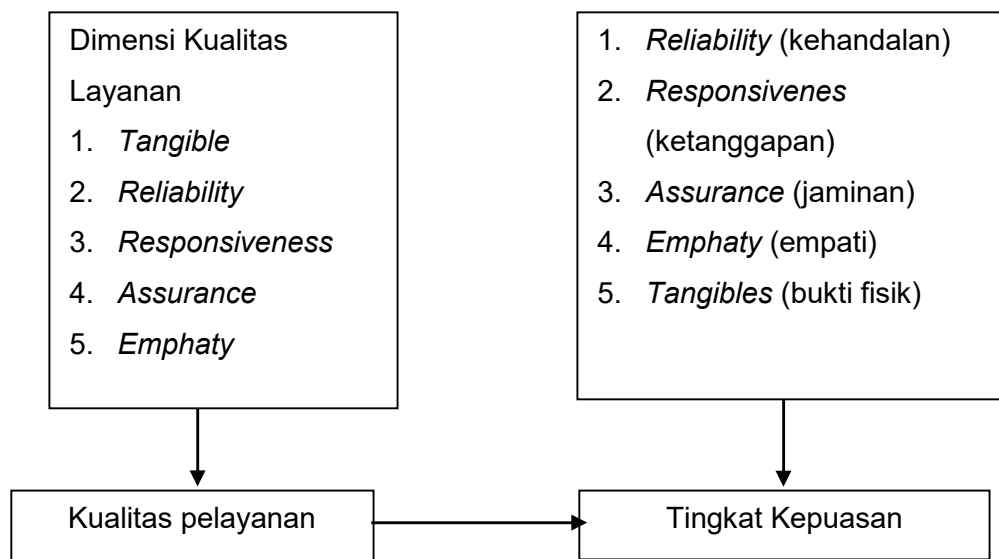 Dimensi Kualitas
Layanan
1. Tangible
2. Reliability
3. Responsiveness
4. Assurance
5. Emphaty
1. Reliability (kehandalan)
2. Responsivenes
(ketanggapan)
3. Assurance (jaminan)
4. Emphaty (empati)
5. Tangibles (bukti fisik)
Kualitas pelayanan
Tingkat Kepuasan